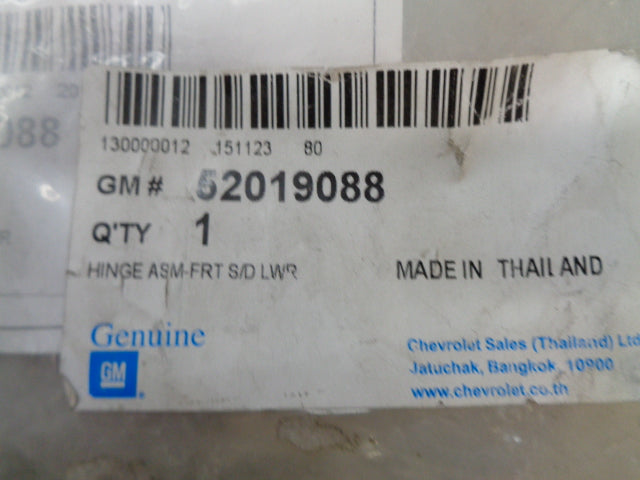 130000012 151123 80
GM # 52019088
Q'TY 1
HINGE ASM-FRT S/D LWR
MADE IN THAILAND
Genuine
GM
Chevrolet Sales (Thailand) Ltd
Jatuchak, Bangkok, 10900
www.chevrolet.co.th
088